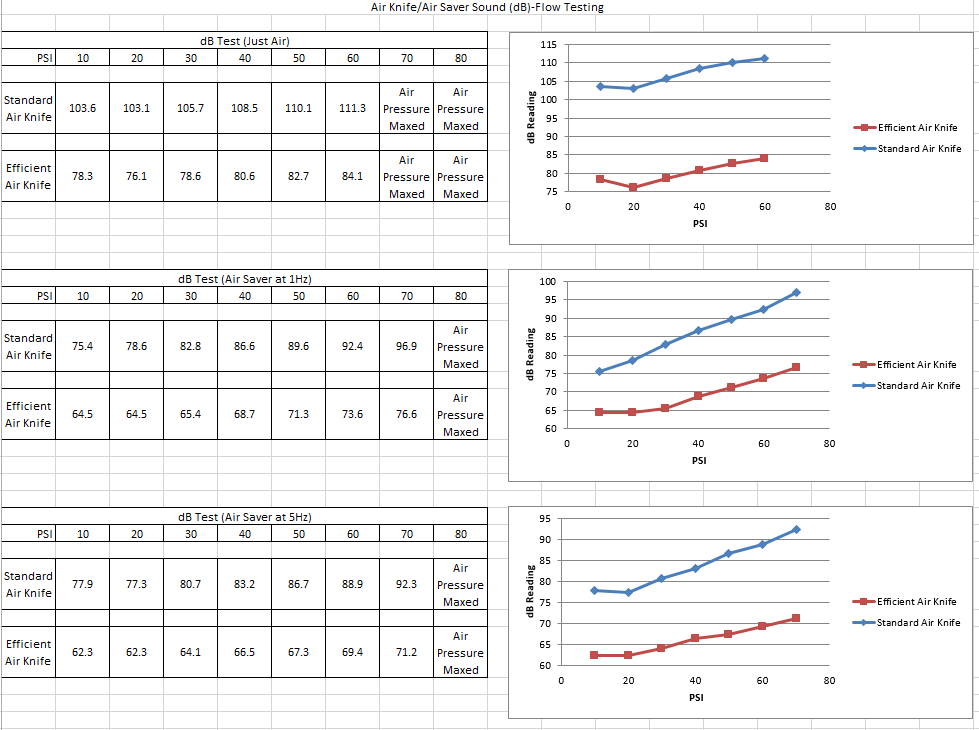 Air Knife/Air Saver Sound (dB)-Flow Testing
dB Test (Just Air)
PSI 10 20 30 40 50 60 70 80
Standard Air Knife 103.6 103.1 105.7 108.5 110.1 111.3 Air Pressure Maxed Air Pressure Maxed
Efficient Air Knife 78.3 76.1 78.6 80.6 82.7 84.1 Air Pressure Maxed Air Pressure Maxed
115
110
105
100
95
90
85
80
75
dB Reading
0 20 40 60 80
PSI
Efficient Air Knife
Standard Air Knife
dB Test (Air Saver at 1Hz)
PSI 10 20 30 40 50 60 70 80
Standard Air Knife 75.4 78.6 82.8 86.6 89.6 92.4 96.9 Air Pressure Maxed
Efficient Air Knife 64.5 64.5 65.4 68.7 71.3 73.6 76.6 Air Pressure Maxed
100
95
90
85
80
75
70
65
60
dB Reading
0 20 40 60 80
PSI
Efficient Air Knife
Standard Air Knife
dB Test (Air Saver at 5Hz)
PSI 10 20 30 40 50 60 70 80
Standard Air Knife 77.9 77.3 80.7 83.2 86.7 88.9 92.3 Air Pressure Maxed
Efficient Air Knife 62.3 62.3 64.1 66.5 67.3 69.4 71.2 Air Pressure Maxed
95
90
85
80
75
70
65
60
dB Reading
0 20 40 60 80
PSI
Efficient Air Knife
Standard Air Knife